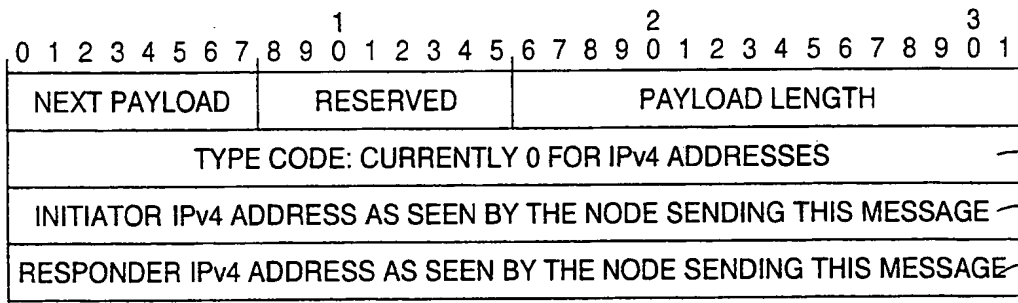 1 2 3
0 1 2 3 4 5 6 7 8 9 0 1 2 3 4 5 6 7 8 9 0 1 2 3 4 5 6 7 8 9 0 1
NEXT PAYLOAD RESERVED PAYLOAD LENGTH
TYPE CODE: CURRENTLY 0 FOR IPv4 ADDRESSES
INITIATOR IPv4 ADDRESS AS SEEN BY THE NODE SENDING THIS MESSAGE
RESPONDER IPv4 ADDRESS AS SEEN BY THE NODE SENDING THIS MESSAGE